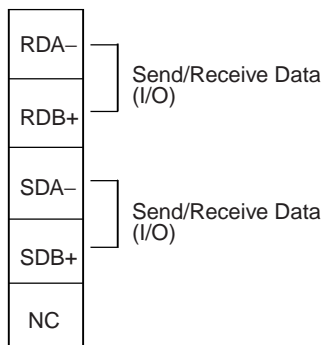 RDA–
Send/Receive Data
(I/O)
RDB+
SDA–
Send/Receive Data
(I/O)
SDB+
NC